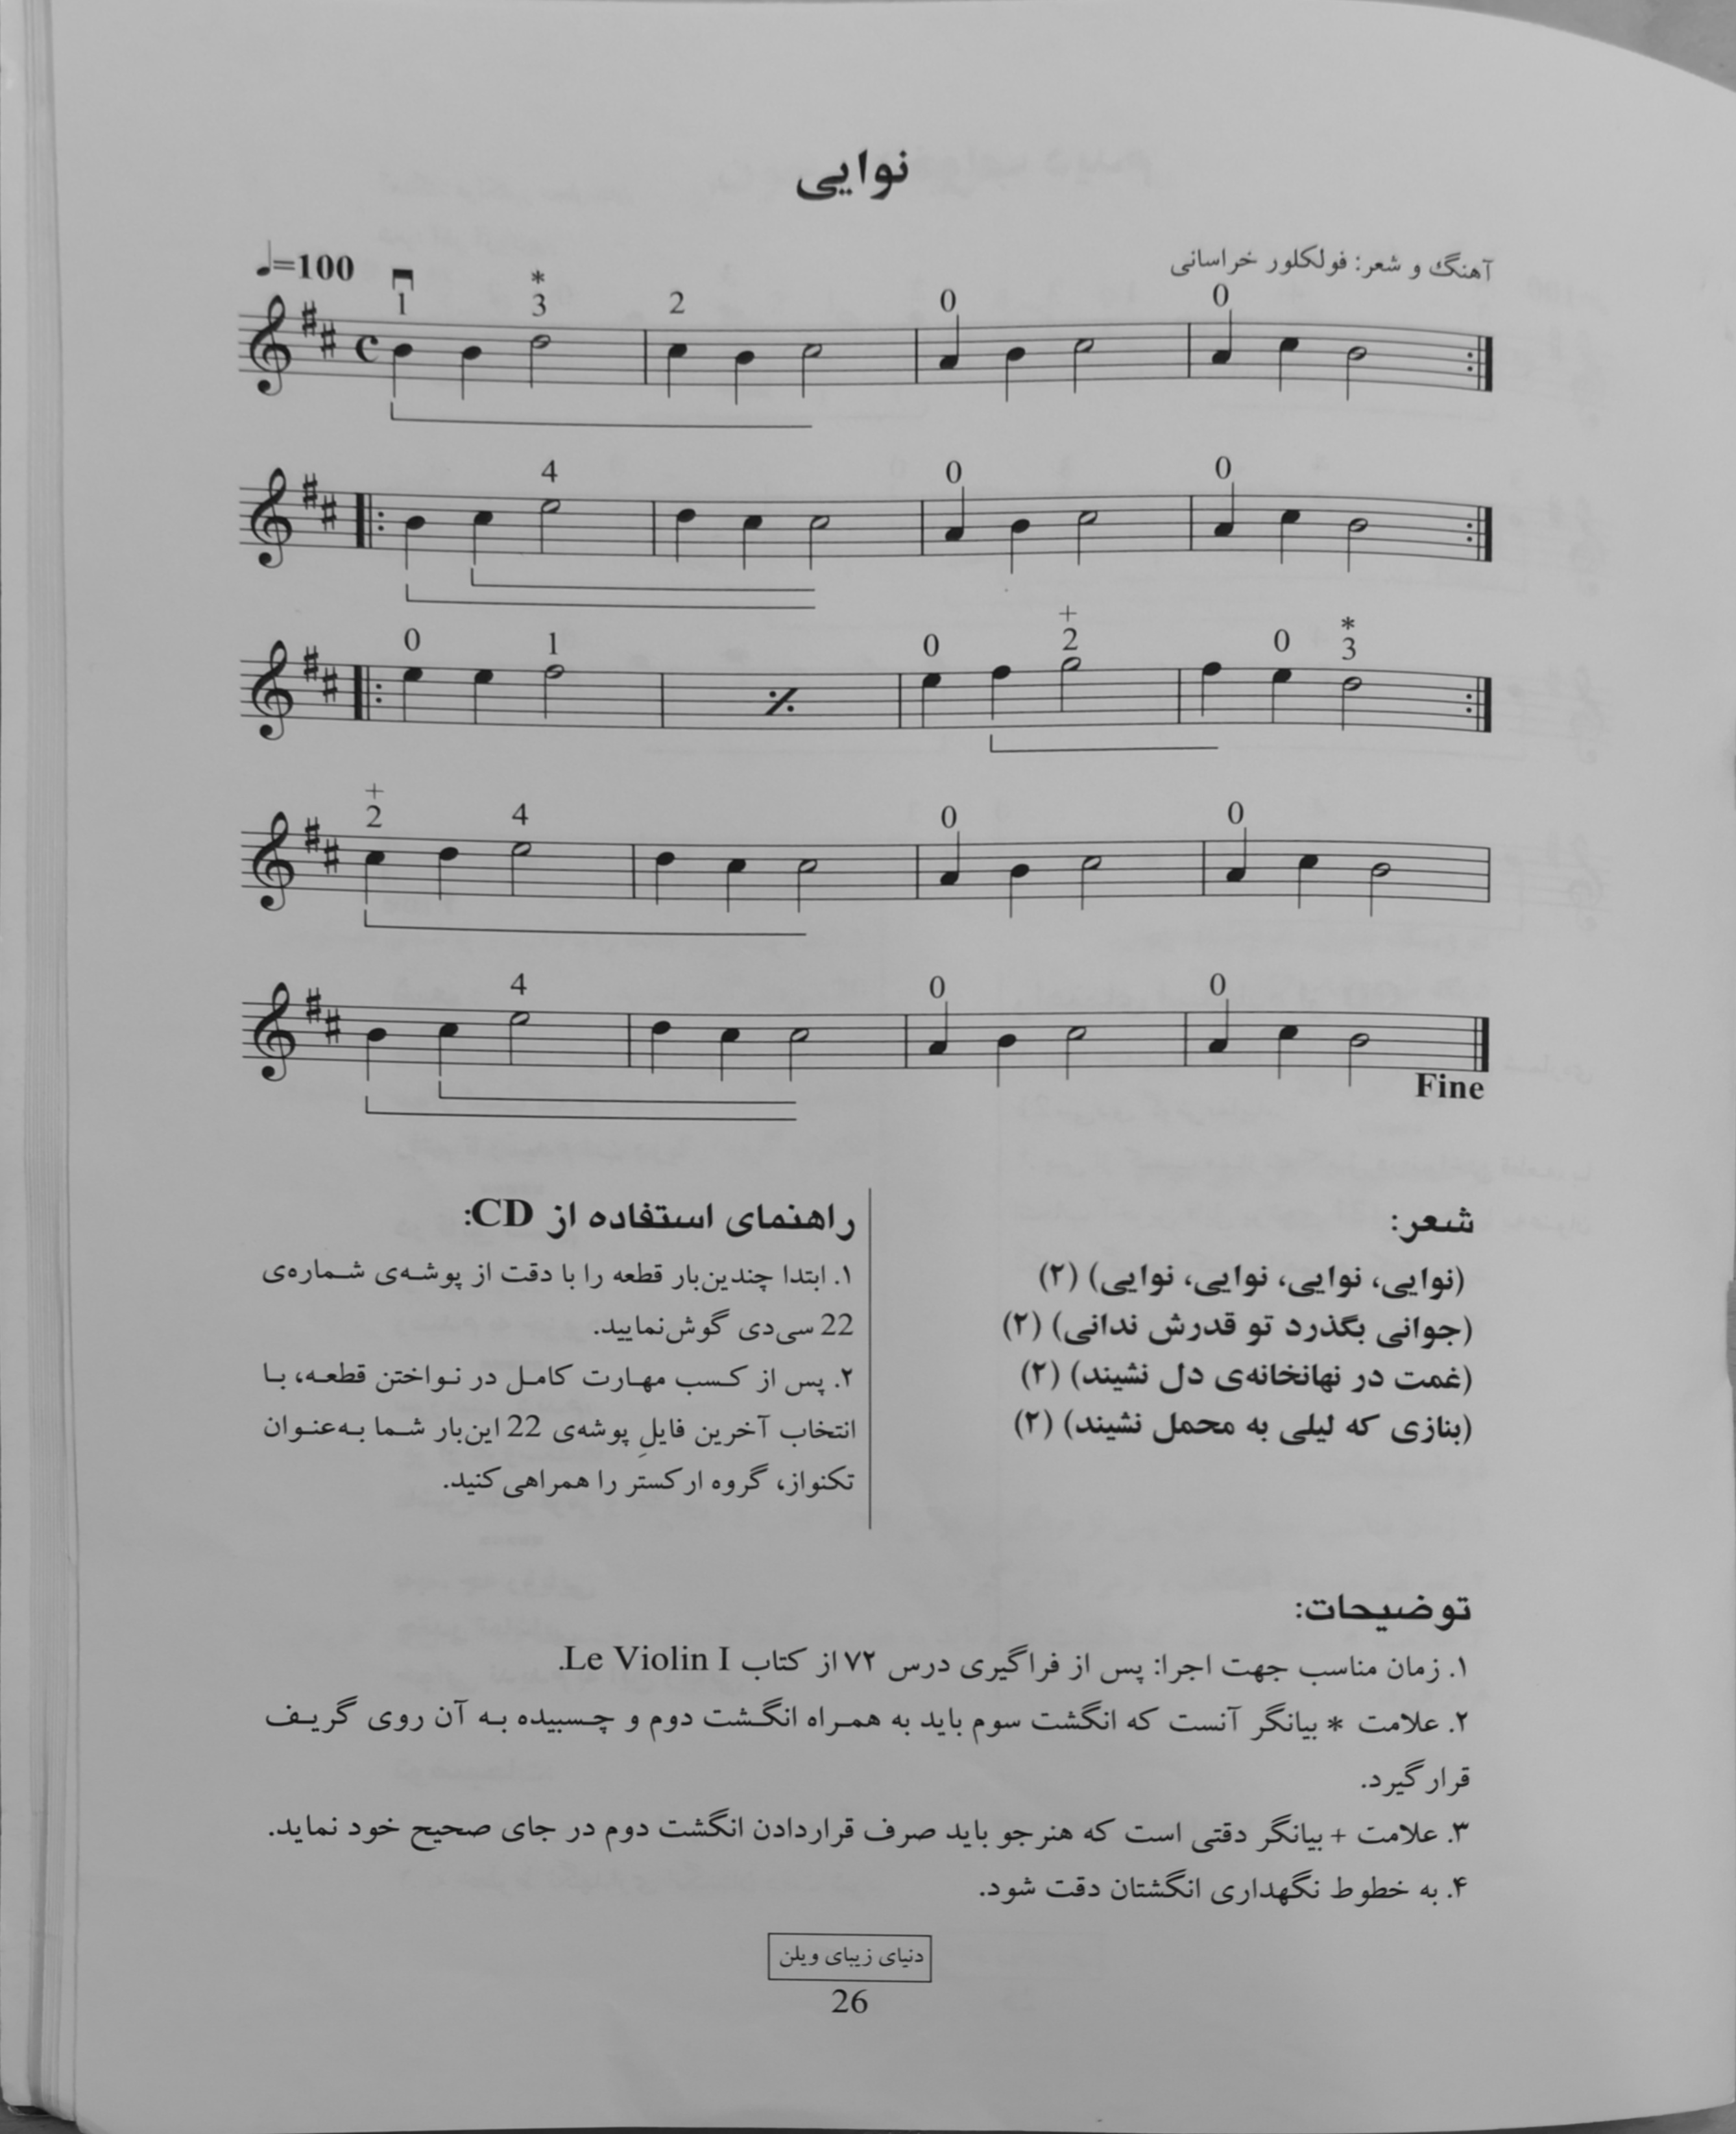 نوایی
آهنگ و شعر: فولکلور خراسانی
♩=100
1 3 * 2 0 0
4 0 0
0 1 0 2 + 0 3 *
2 + 4 0 0
4 0 0
Fine
شعر:
(نوایی، نوایی، نوایی، نوایی) (۲)
(جوانی بگذرد تو قدرش ندانی) (۲)
(غمت در نهانخانه‌ی دل نشیند) (۲)
(بنازی که لیلی به محمل نشیند) (۲)
راهنمای استفاده از CD:
۱. ابتدا چندین‌بار قطعه را با دقت از پوشه‌ی شماره‌ی
22 سی‌دی گوش‌نمایید.
۲. پس از کسب مهارت کامل در نواختن قطعه، با
انتخاب آخرین فایلِ پوشه‌ی 22 این‌بار شما به‌عنوان
تکنواز، گروه ارکستر را همراهی‌کنید.
توضیحات:
۱. زمان مناسب جهت اجرا: پس از فراگیری درس ۷۲ از کتاب Le Violin I.
۲. علامت * بیانگر آنست که انگشت سوم باید به همراه انگشت دوم و چسبیده به آن روی گریف
قرار گیرد.
۳. علامت + بیانگر دقتی است که هنرجو باید صرف قراردادن انگشت دوم در جای صحیح خود نماید.
۴. به خطوط نگهداری انگشتان دقت شود.
دنیای زیبای ویلن
26